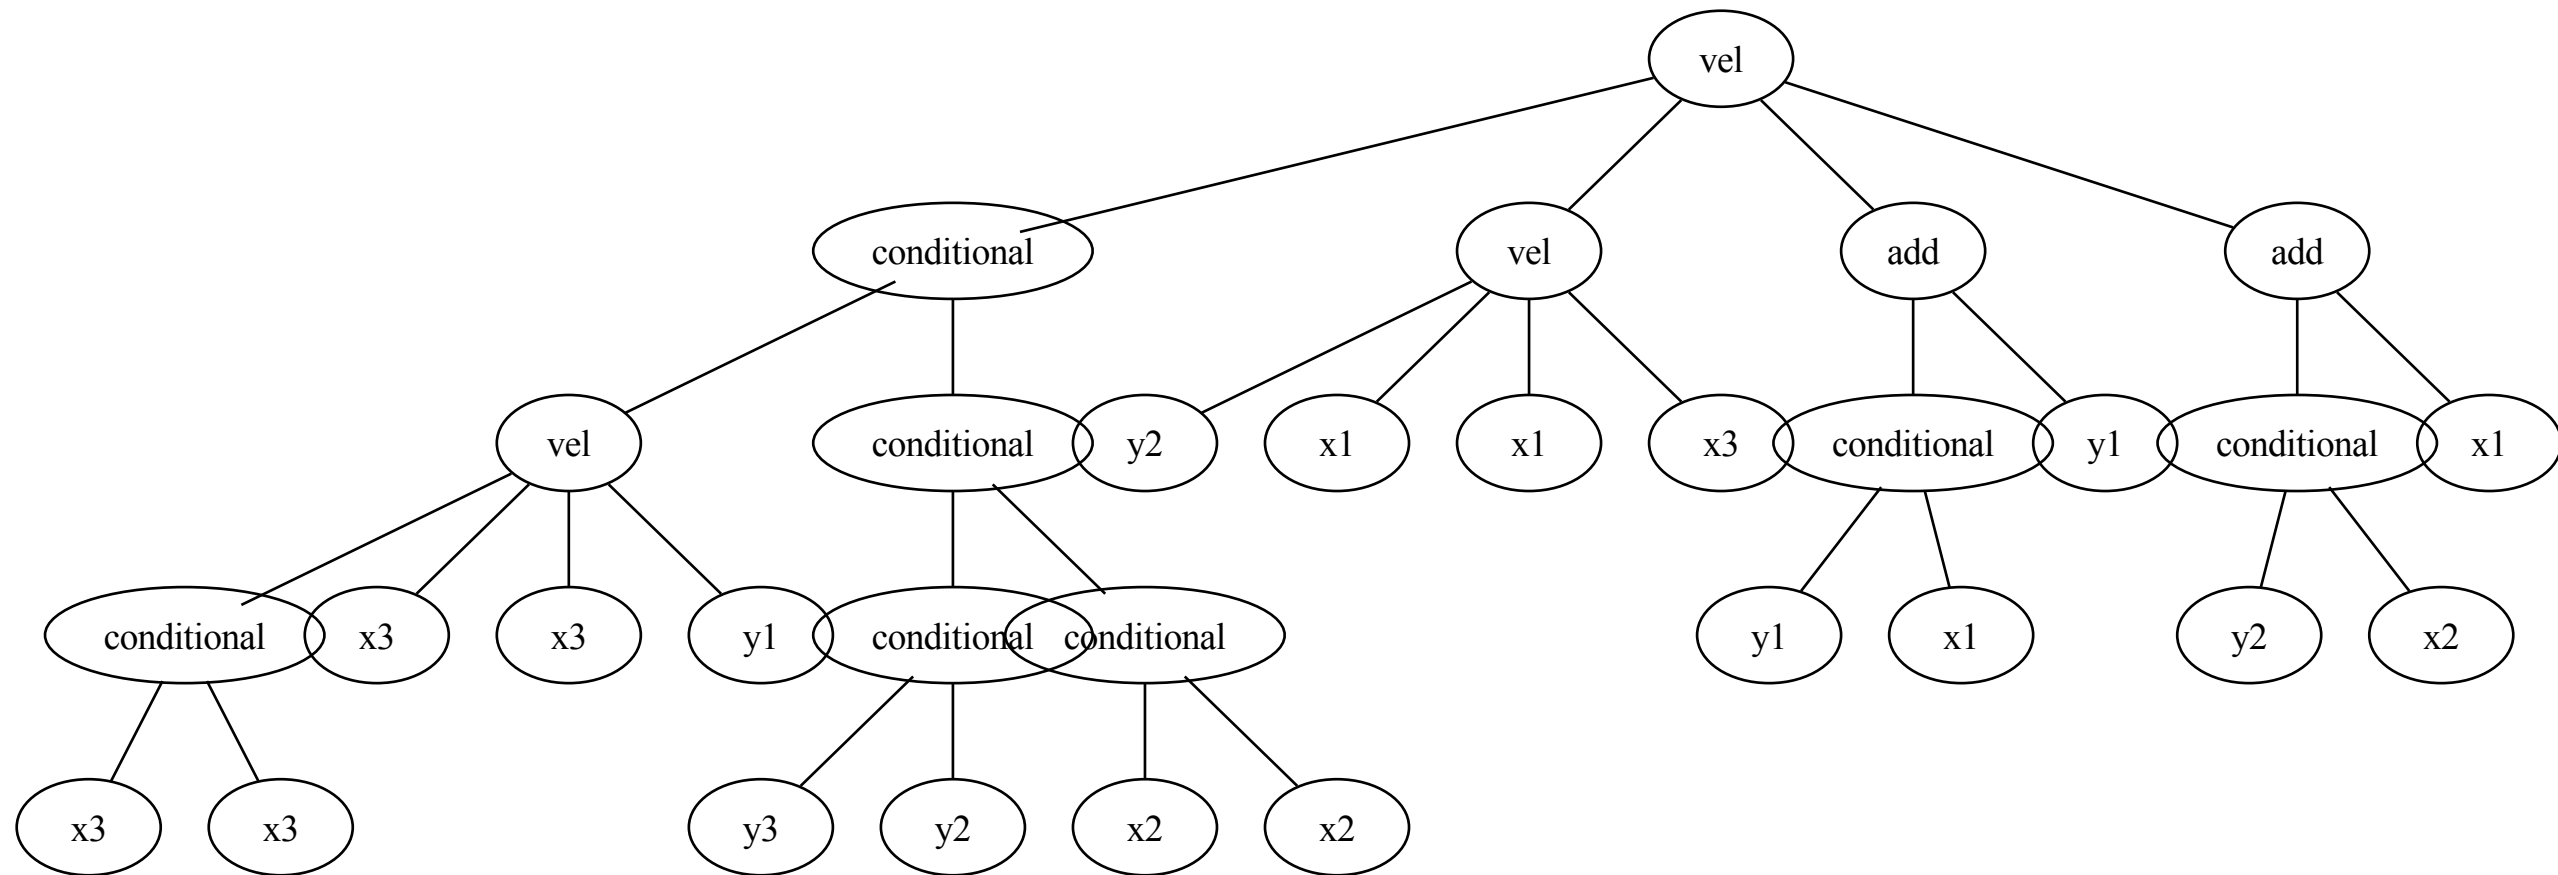 vel
conditional vel add add
vel conditional y2 x1 x1 x3 conditional y1 conditional x1
conditional x3 x3 y1 conditional conditional y1 x1 y2 x2
x3 x3 y3 y2 x2 x2